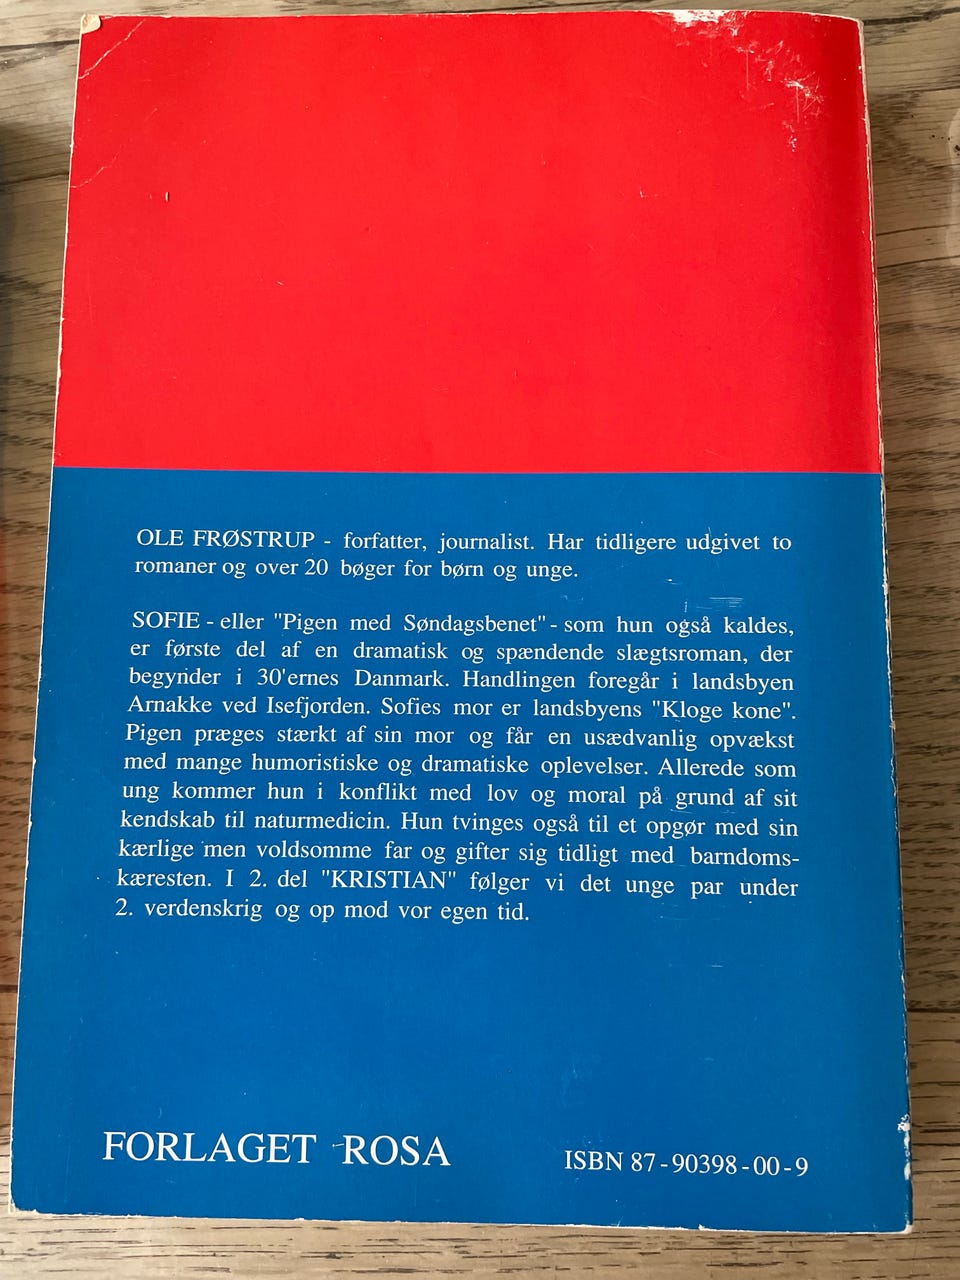 OLE FRØSTRUP - forfatter, journalist. Har tidligere udgivet to
romaner og over 20 bøger for børn og unge.
SOFIE - eller "Pigen med Søndagsbenet" - som hun også kaldes,
er første del af en dramatisk og spændende slægtsroman, der
begynder i 30'ernes Danmark. Handlingen foregår i landsbyen
Arnakke ved Isefjorden. Sofies mor er landsbyens "Kloge kone".
Pigen præges stærkt af sin mor og får en usædvanlig opvækst
med mange humoristiske og dramatiske oplevelser. Allerede som
ung kommer hun i konflikt med lov og moral på grund af sit
kendskab til naturmedicin. Hun tvinges også til et opgør med sin
kærlige men voldsomme far og gifter sig tidligt med barndoms-
kæresten. I 2. del "KRISTIAN" følger vi det unge par under
2. verdenskrig og op mod vor egen tid.
FORLAGET ROSA
ISBN 87-90398-00-9